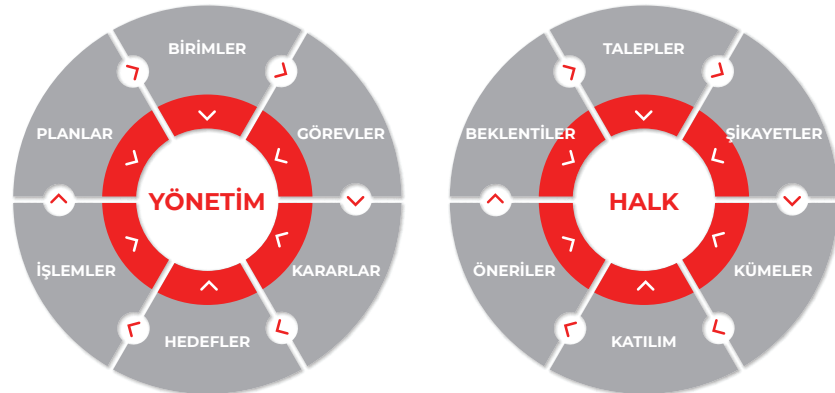 BİRİMLER
PLANLAR
GÖREVLER
YÖNETİM
İŞLEMLER
KARARLAR
HEDEFLER
TALEPLER
BEKLENTİLER
ŞİKAYETLER
HALK
ÖNERİLER
KÜMELER
KATILIM